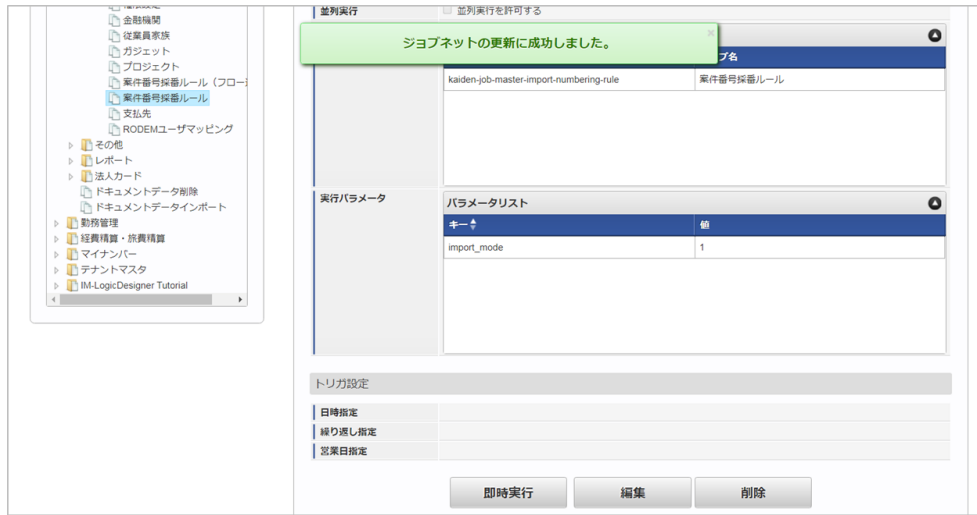 金融機関
従業員家族
ガジェット
プロジェクト
案件番号採番ルール（フロー
案件番号採番ルール
支払先
RODEMユーザマッピング
その他
レポート
法人カード
ドキュメントデータ削除
ドキュメントデータインポート
勤務管理
経費精算・旅費精算
マイナンバー
テナントマスタ
IM-LogicDesigner Tutorial
並列実行
並列実行を許可する
ジョブネットの更新に成功しました。
×
ブ名
kaiden-job-master-import-numbering-rule
案件番号採番ルール
実行パラメータ
パラメータリスト
キー
値
import_mode
1
トリガ設定
日時指定
繰り返し指定
営業日指定
即時実行
編集
削除